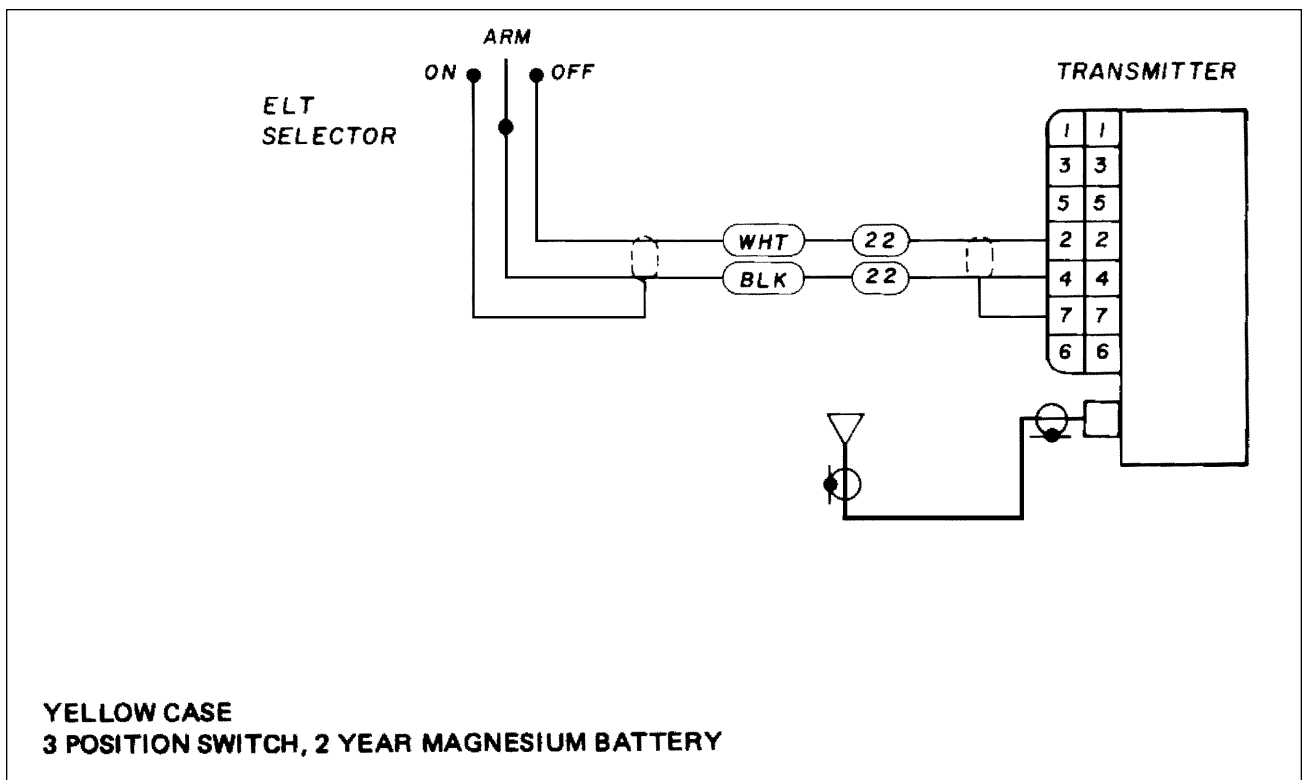 ARM
ON
OFF
TRANSMITTER
ELT
SELECTOR
1 1
3 3
5 5
WHT 22 2 2
BLK 22 4 4
7 7
6 6
YELLOW CASE
3 POSITION SWITCH, 2 YEAR MAGNESIUM BATTERY